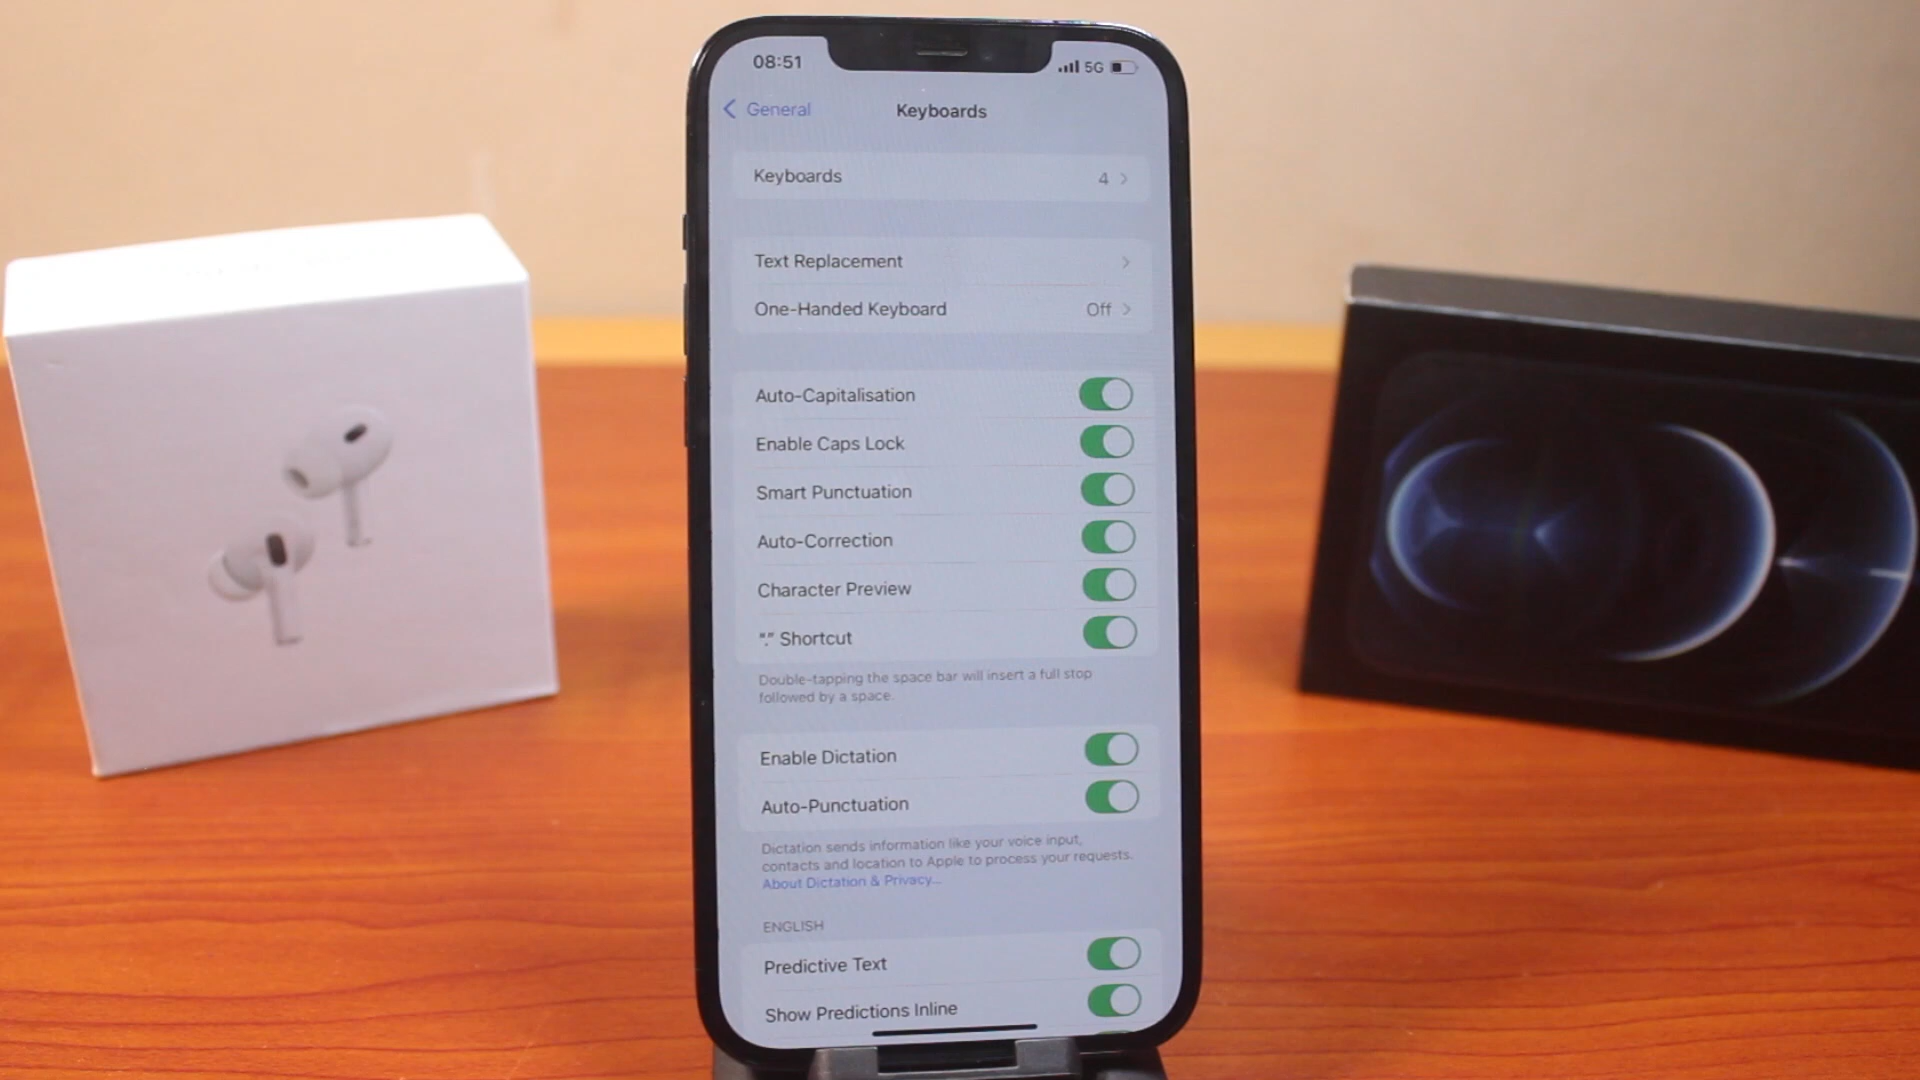 08:51
5G
General
Keyboards
Keyboards 4
Text Replacement
One-Handed Keyboard Off
Auto-Capitalisation
Enable Caps Lock
Smart Punctuation
Auto-Correction
Character Preview
“.” Shortcut
Double-tapping the space bar will insert a full stop
followed by a space.
Enable Dictation
Auto-Punctuation
Dictation sends information like your voice input,
contacts and location to Apple to process your requests.
About Dictation & Privacy...
ENGLISH
Predictive Text
Show Predictions Inline